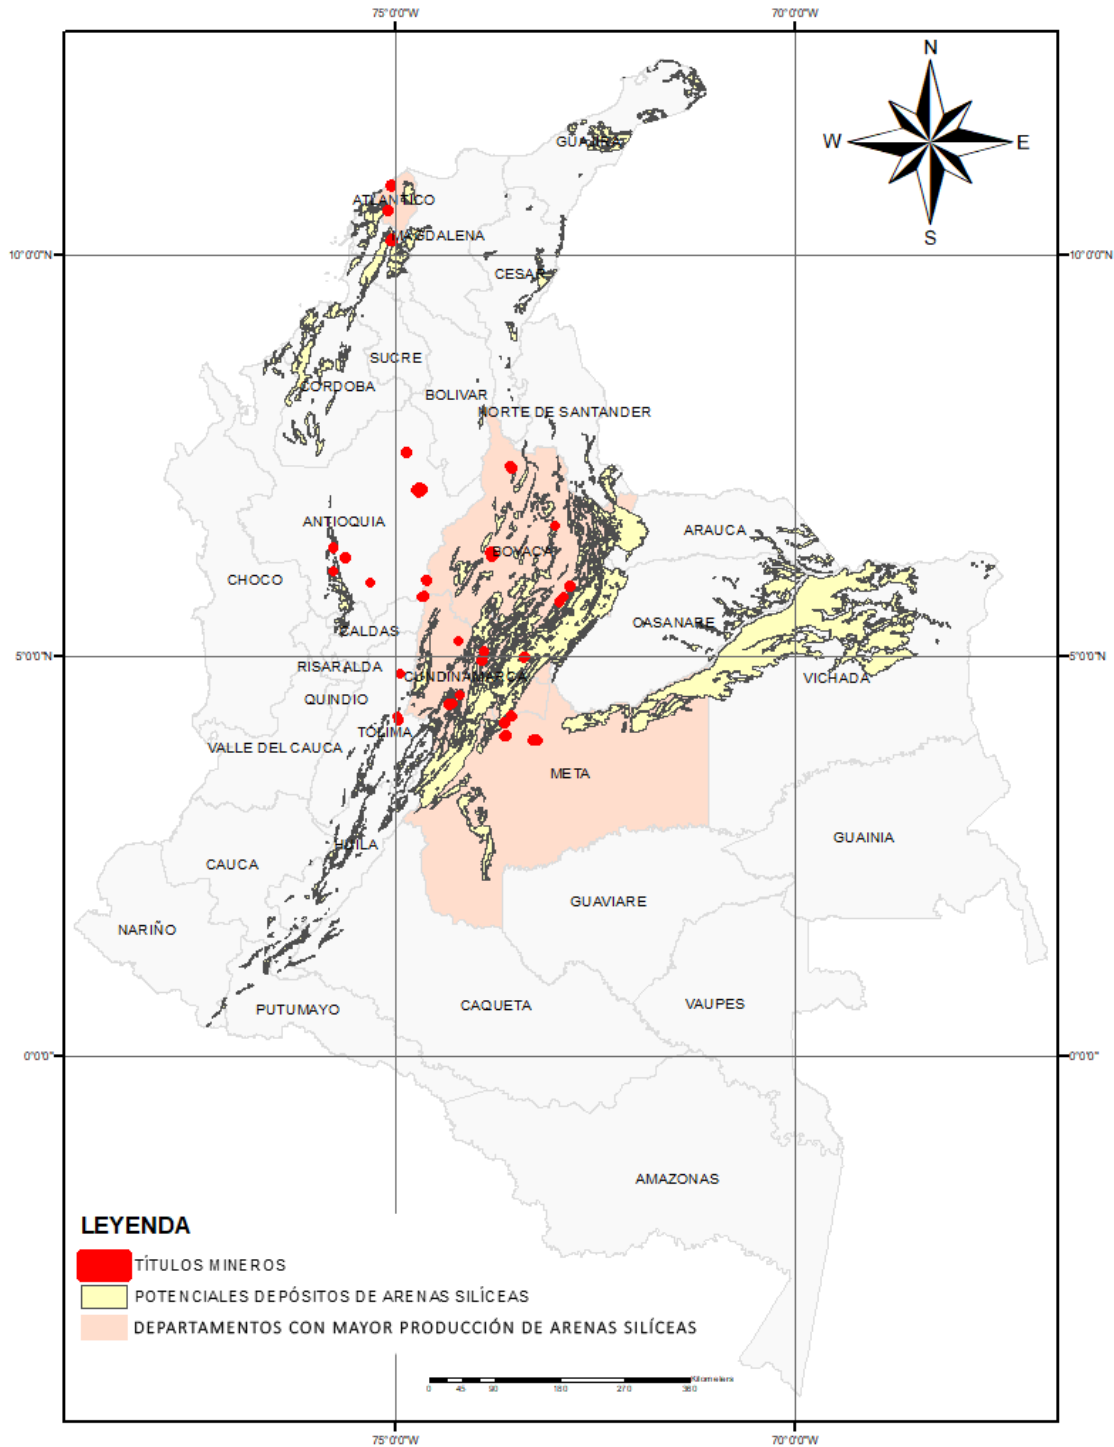 75°0'0"W 70°0'0"W
N
W E
S
GUAJIRA
ATLANTICO
MAGDALENA
10°0'0"N 10°0'0"N
CESAR
SUCRE
CORDOBA
BOLIVAR
NORTE DE SANTANDER
ANTIOQUIA
ARAUCA
BOYACA
CHOCO
CASANARE
CALDAS
5°0'0"N 5°0'0"N
RISARALDA
CUNDINAMARCA
VICHADA
QUINDIO
TOLIMA
VALLE DEL CAUCA
META
GUAINIA
HUILA
CAUCA
GUAVIARE
NARIÑO
CAQUETA
VAUPES
PUTUMAYO
0°0'0" 0°0'0"
AMAZONAS
LEYENDA
TÍTULOS MINEROS
POTENCIALES DEPÓSITOS DE ARENAS SILÍCEAS
DEPARTAMENTOS CON MAYOR PRODUCCIÓN DE ARENAS SILÍCEAS
Kilometers
0 45 90 180 270 360
75°0'0"W 70°0'0"W